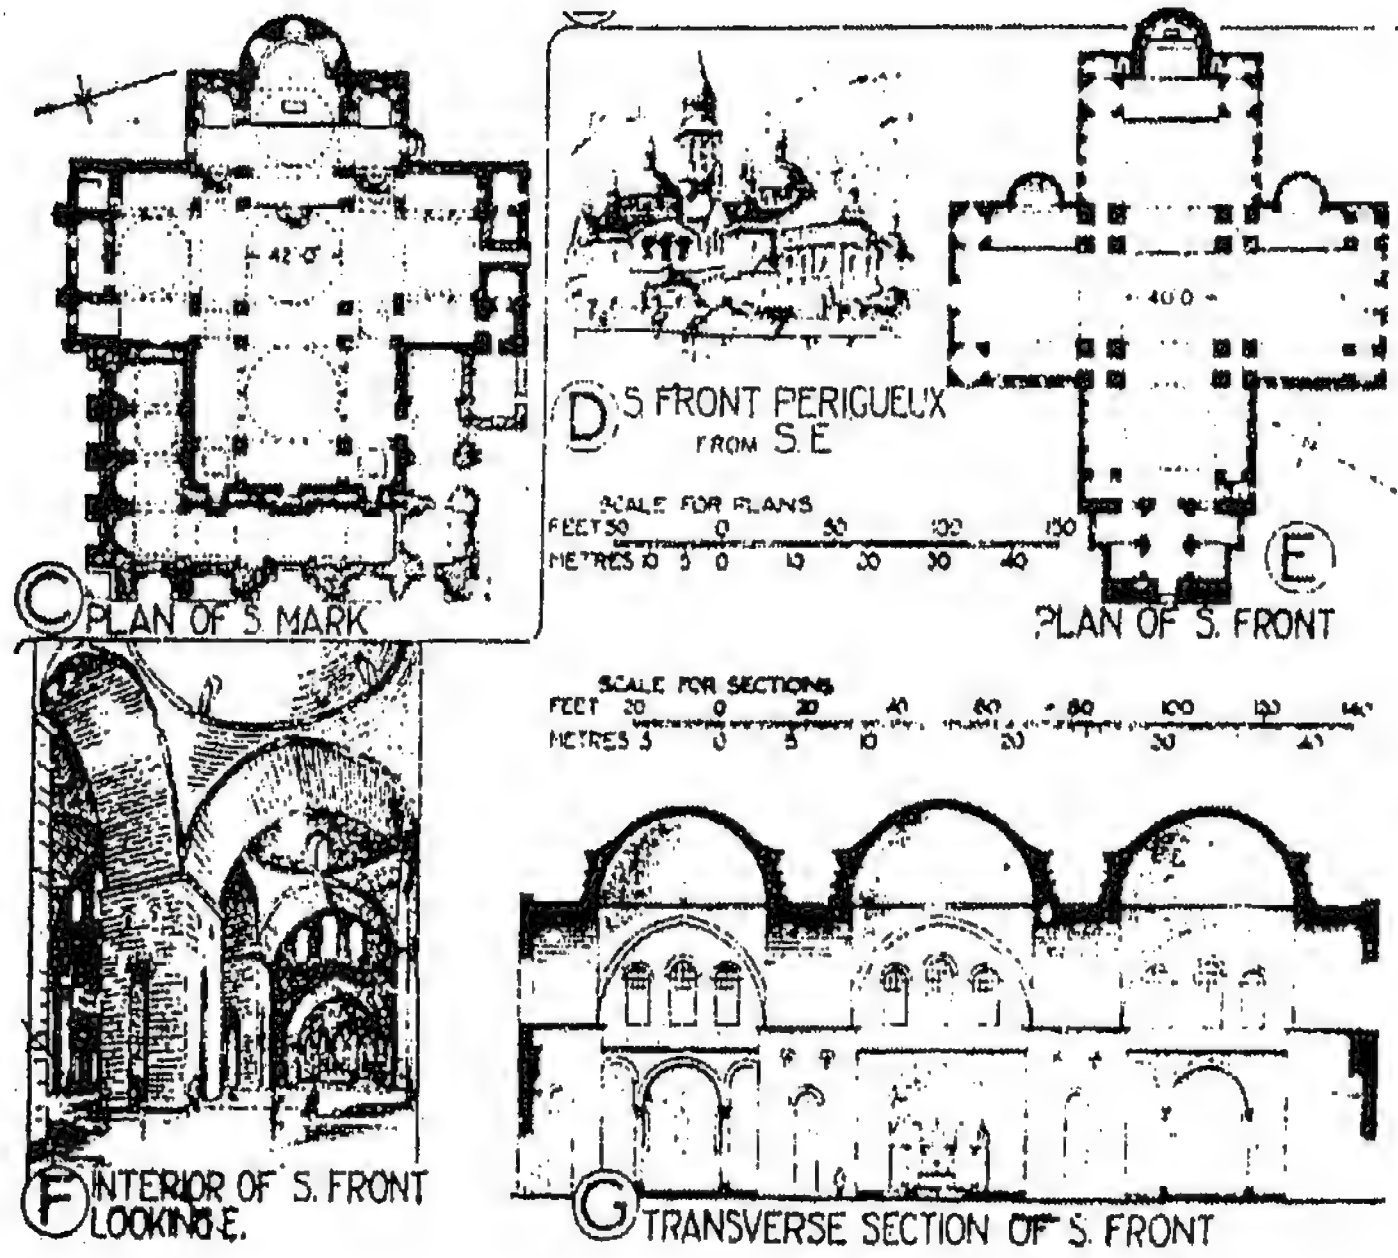 42'·0"
C
PLAN OF S. MARK
D
S. FRONT PERIGUEUX
FROM S.E
SCALE FOR PLANS
FEET 50 0 50 100 150
METRES 10 5 0 10 20 30 40
40'0
N
E
PLAN OF S. FRONT
SCALE FOR SECTIONS
FEET 20 0 20 40 60 80 100 120 140
METRES 5 0 5 10 20 30 40
F
INTERIOR OF S. FRONT
LOOKING E.
G
TRANSVERSE SECTION OF S. FRONT